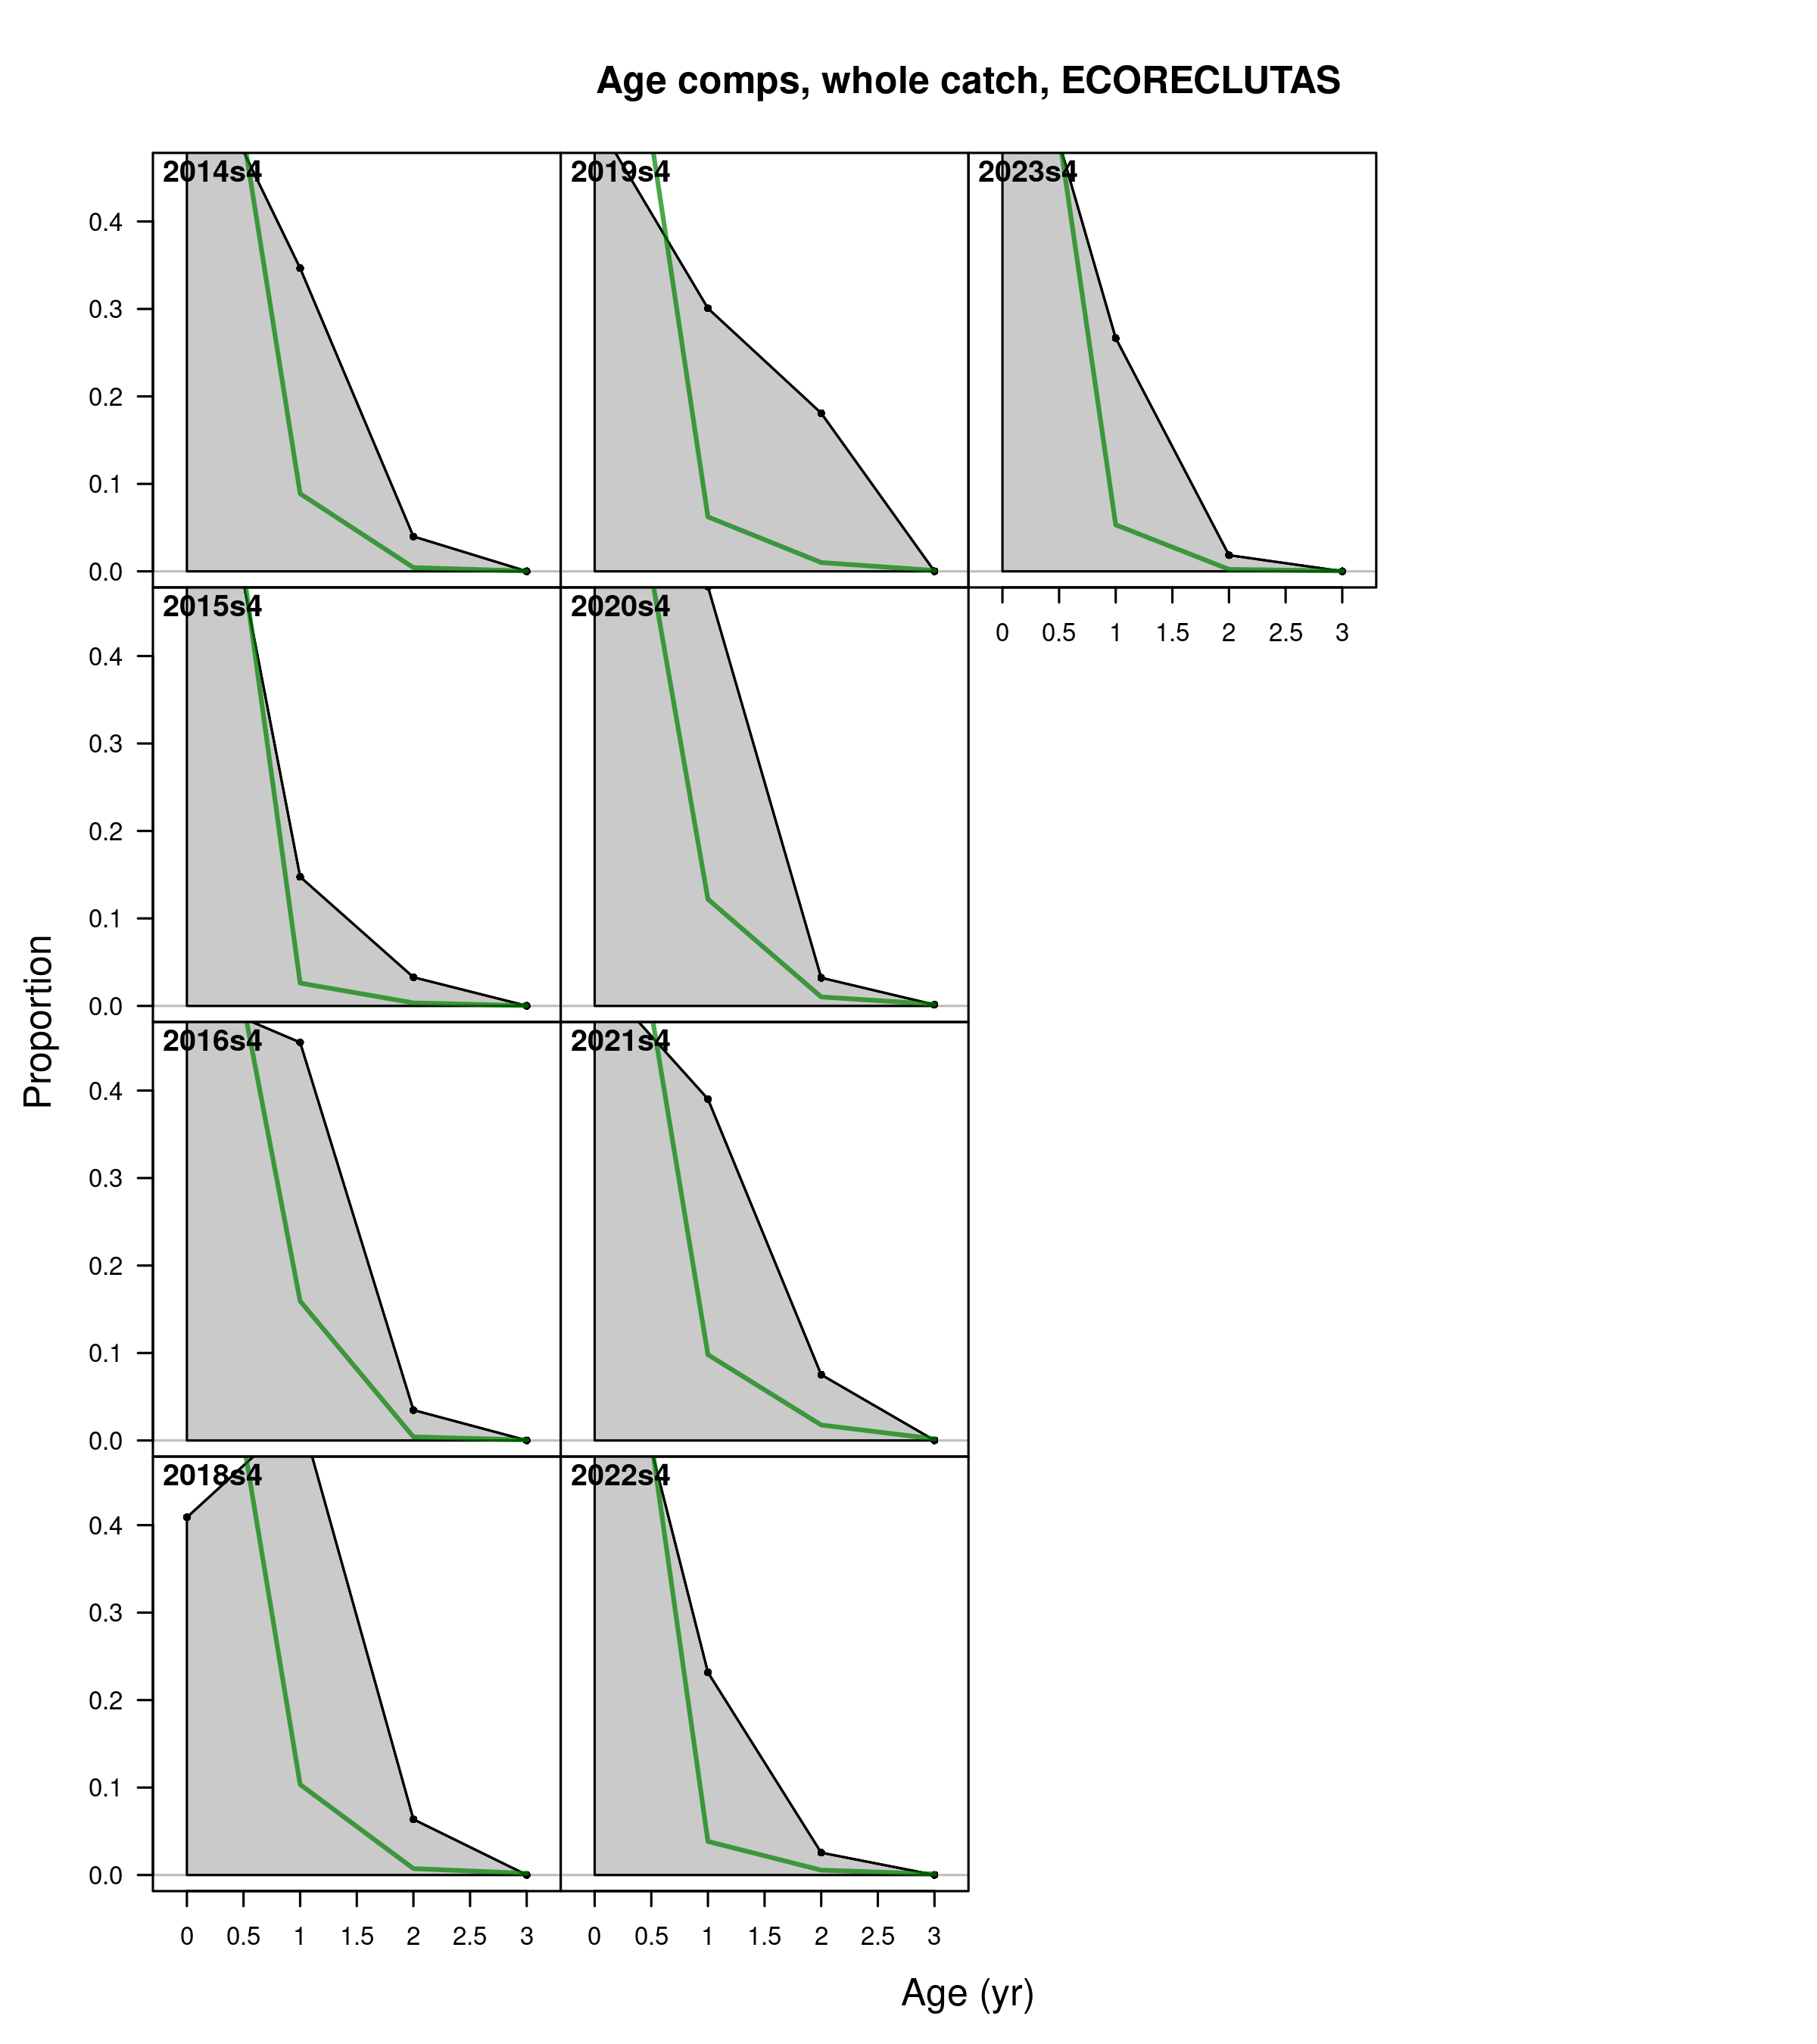 Age comps, whole catch, ECORECLUTAS
2014s4
2019s4
2023s4
0.4
0.3
0.2
0.1
0.0
0 0.5 1 1.5 2 2.5 3
2015s4
2020s4
0.4
0.3
0.2
0.1
0.0
2016s4
2021s4
0.4
0.3
0.2
0.1
0.0
2018s4
2022s4
0.4
0.3
0.2
0.1
0.0
0 0.5 1 1.5 2 2.5 3
0 0.5 1 1.5 2 2.5 3
Proportion
Age (yr)